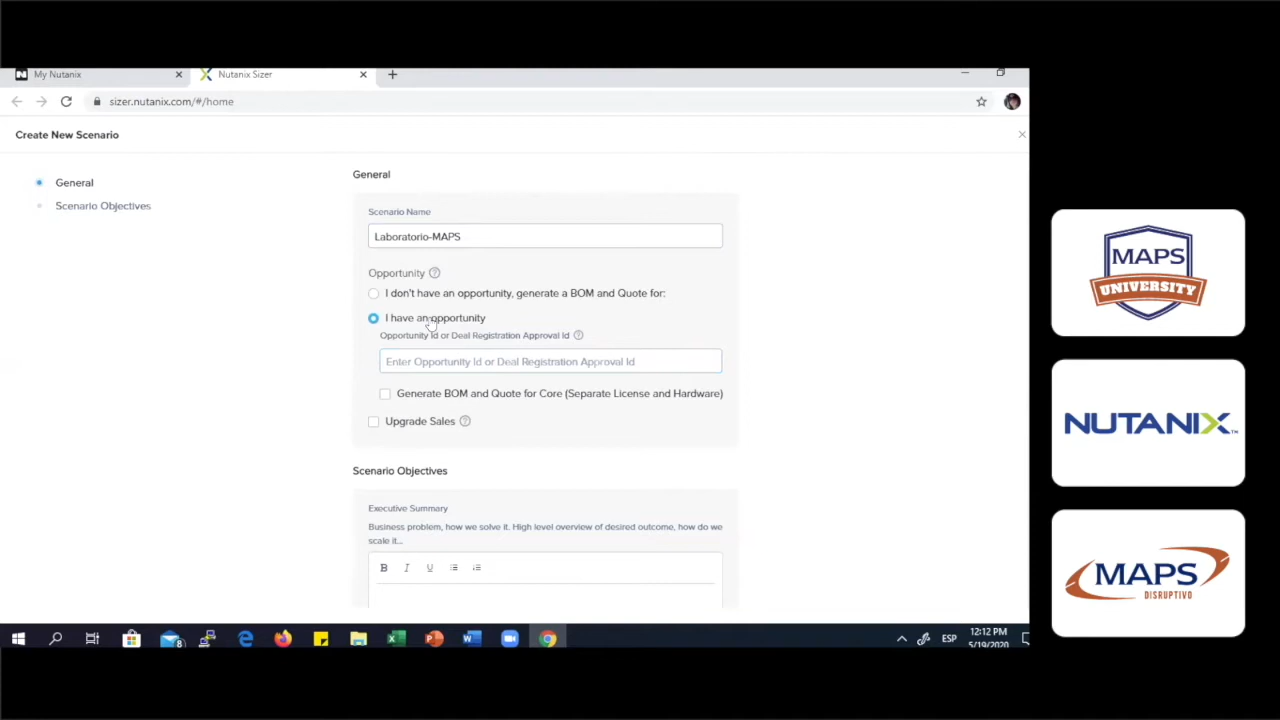 My Nutanix
Nutanix Sizer
sizer.nutanix.com/#/home
Create New Scenario
General
Scenario Objectives
General
Scenario Name
Laboratorio-MAPS
Opportunity
I don't have an opportunity, generate a BOM and Quote for:
I have an opportunity
Opportunity Id or Deal Registration Approval Id
Enter Opportunity Id or Deal Registration Approval Id
Generate BOM and Quote for Core (Separate License and Hardware)
Upgrade Sales
Scenario Objectives
Executive Summary
Business problem, how we solve it. High level overview of desired outcome, how do we
scale it...
B I U
MAPS
UNIVERSITY
NUTANIX™
MAPS
DISRUPTIVO
8
ESP
12:12 PM
5/19/2020